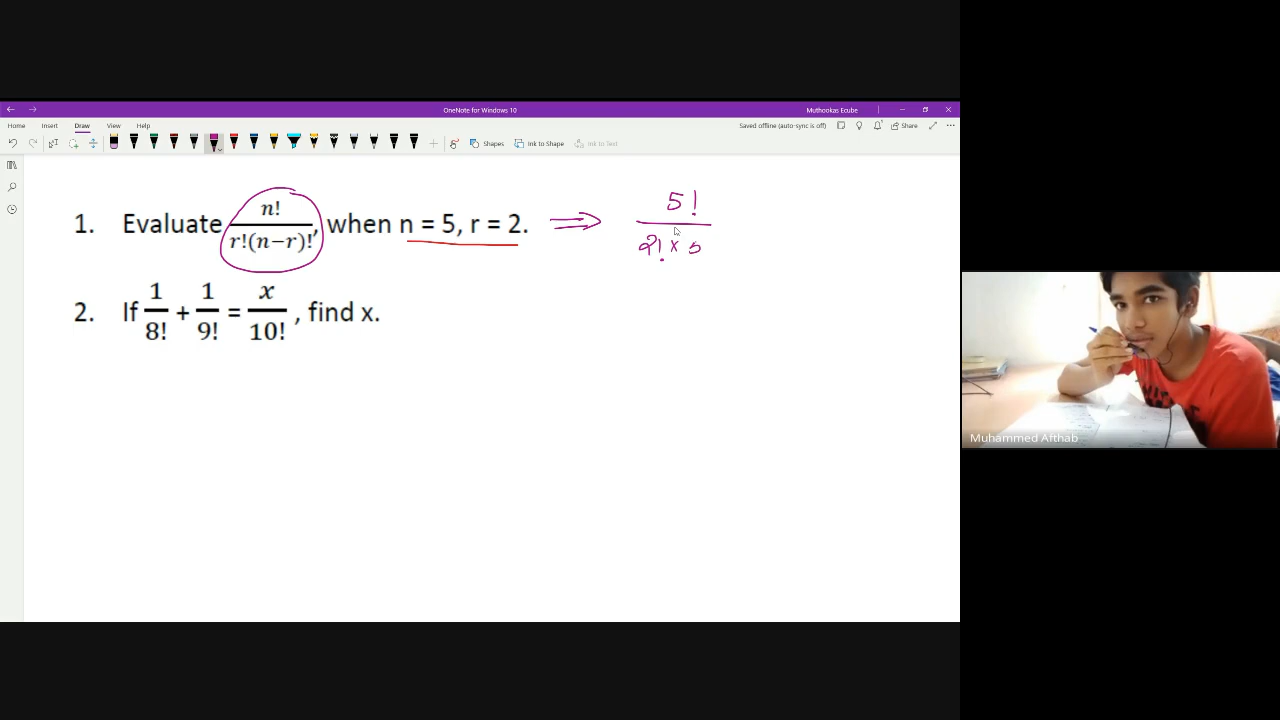 OneNote for Windows 10
Muthookas Ecube
Home Insert Draw View Help
Saved offline (auto-sync is off)
Share
Shapes
Ink to Shape
Ink to Text
1. Evaluate n!/r!(n−r)!, when n = 5, r = 2. ⇒ 5!/2! × 5
2. If 1/8! + 1/9! = x/10! , find x.
Muhammed Afthab